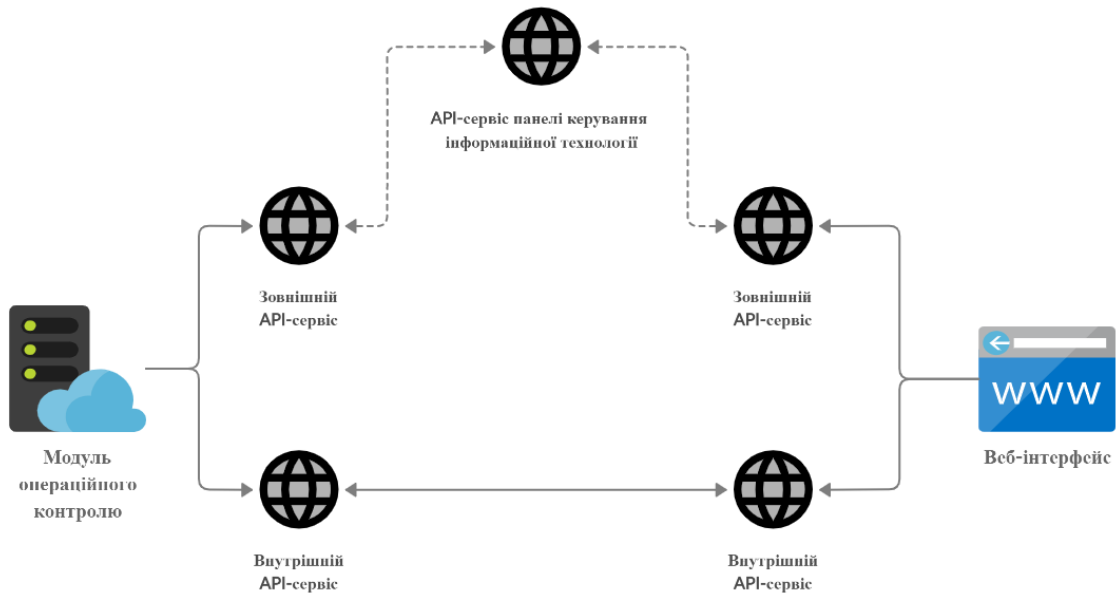 API-сервіс панелі керування
інформаційної технології
Зовнішній
API-сервіс
Зовнішній
API-сервіс
WWW
Модуль
операційного
контролю
Веб-інтерфейс
Внутрішній
API-сервіс
Внутрішній
API-сервіс